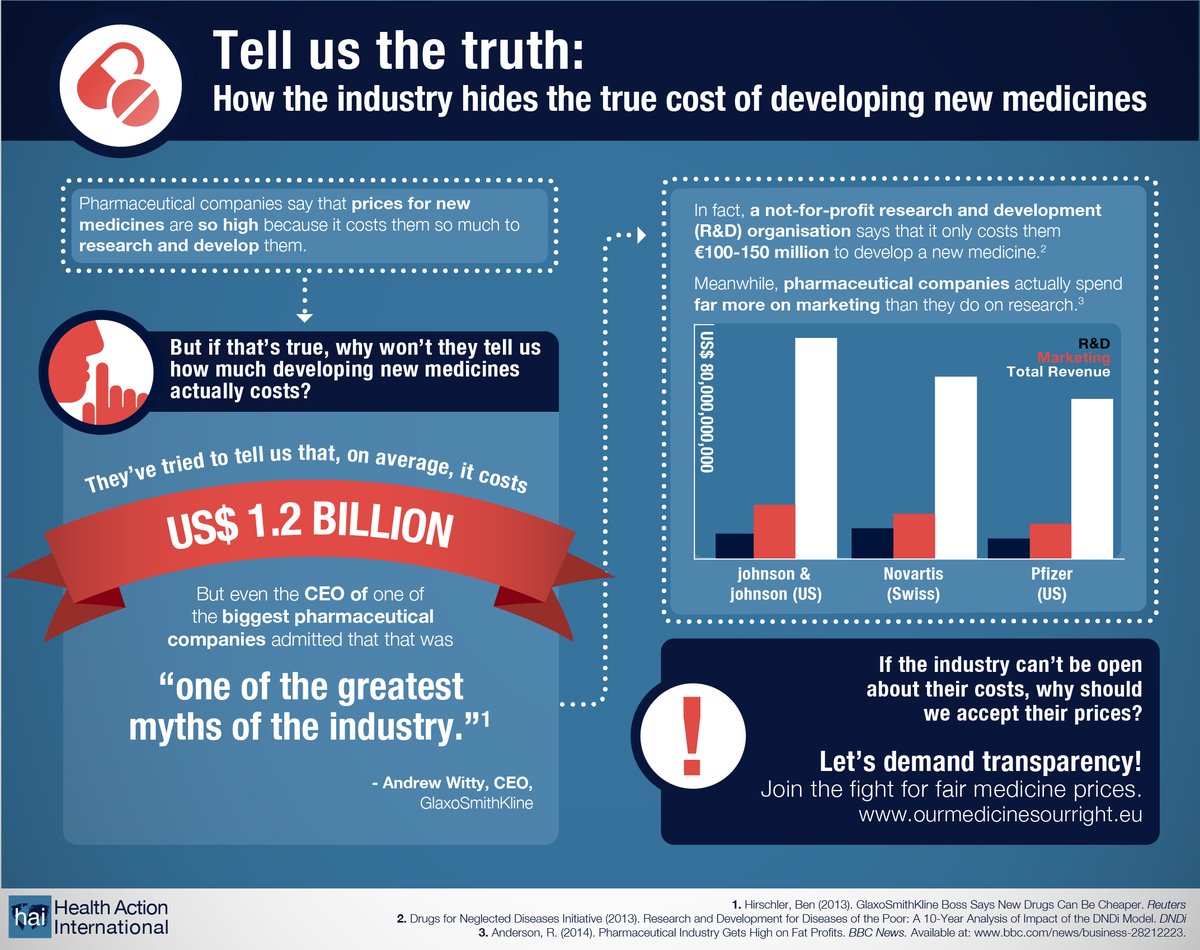 Tell us the truth:
How the industry hides the true cost of developing new medicines
Pharmaceutical companies say that prices for new
medicines are so high because it costs them so much to
research and develop them.
But if that's true, why won't they tell us
how much developing new medicines
actually costs?
They've tried to tell us that, on average, it costs
US$ 1.2 BILLION
But even the CEO of one of
the biggest pharmaceutical
companies admitted that that was
“one of the greatest
myths of the industry.”1
- Andrew Witty, CEO,
GlaxoSmithKline
In fact, a not-for-profit research and development
(R&D) organisation says that it only costs them
€100-150 million to develop a new medicine.2
Meanwhile, pharmaceutical companies actually spend
far more on marketing than they do on research.3
US$ 80,000,000,000
R&D
Marketing
Total Revenue
johnson &
johnson (US)
Novartis
(Swiss)
Pfizer
(US)
!
If the industry can't be open
about their costs, why should
we accept their prices?
Let's demand transparency!
Join the fight for fair medicine prices.
www.ourmedicinesourright.eu
hai
Health Action
International
1. Hirschler, Ben (2013). GlaxoSmithKline Boss Says New Drugs Can Be Cheaper. Reuters
2. Drugs for Neglected Diseases Initiative (2013). Research and Development for Diseases of the Poor: A 10-Year Analysis of Impact of the DNDi Model. DNDi
3. Anderson, R. (2014). Pharmaceutical Industry Gets High on Fat Profits. BBC News. Available at: www.bbc.com/news/business-28212223.